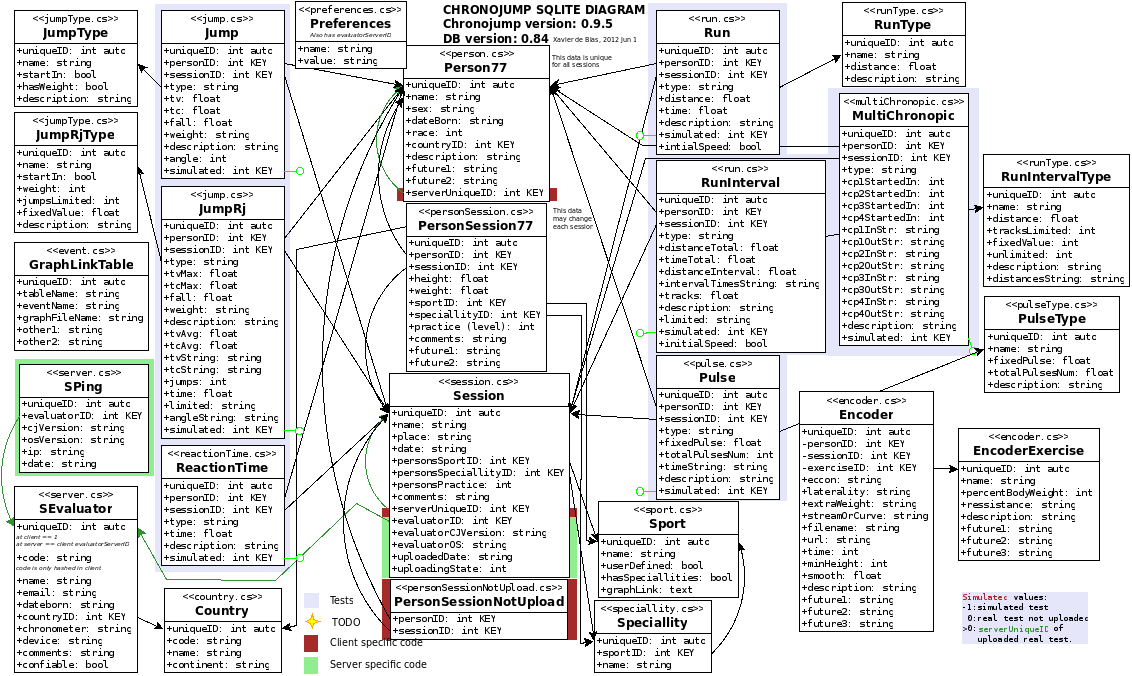 CHRONOJUMP SQLITE DIAGRAM
Chronojump version: 0.9.5
DB version: 0.84 Xavier de Blas, 2012 Jun 1
<<jumpType.cs>>
JumpType
+uniqueID: int auto
+name: string
+startIn: bool
+hasWeight: bool
+description: string
<<jumpType.cs>>
JumpRjType
+uniqueID: int auto
+name: string
+startIn: bool
+weight: int
+jumpsLimited: int
+fixedValue: float
+description: string
<<event.cs>>
GraphLinkTable
+uniqueID: int auto
+tableName: string
+eventName: string
+graphFileName: string
+other1: string
+other2: string
<<server.cs>>
SPing
+uniqueID: int auto
+evaluatorID: int KEY
+cjVersion: string
+osVersion: string
+ip: string
+date: string
<<server.cs>>
SEvaluator
+uniqueID: int auto
at client == 1
at server == client evaluatorServerID
+code: string
code is only hashed in client
+name: string
+email: string
+dateborn: string
+countryID: int KEY
+chronometer: string
+device: string
+comments: string
+confiable: bool
<<jump.cs>>
Jump
+uniqueID: int auto
+personID: int KEY
+sessionID: int KEY
+type: string
+tv: float
+tc: float
+fall: float
+weight: string
+description: string
+angle: int
+simulated: int KEY
<<jump.cs>>
JumpRj
+uniqueID: int auto
+personID: int KEY
+sessionID: int KEY
+type: string
+tvMax: float
+tcMax: float
+fall: float
+weight: string
+description: string
+tvAvg: float
+tcAvg: float
+tvString: string
+tcString: string
+jumps: int
+time: float
+limited: string
+angleString: string
+simulated: int KEY
<<reactionTime.cs>>
ReactionTime
+uniqueID: int auto
+personID: int KEY
+sessionID: int KEY
+type: string
+time: float
+description: string
+simulated: int KEY
<<country.cs>>
Country
+uniqueID: int auto
+code: string
+name: string
+continent: string
<<preferences.cs>>
Preferences
Also has evaluatorServerID
+name: string
+value: string
<<person.cs>>
Person77
+uniqueID: int auto
+name: string
+sex: string
+dateBorn: string
+race: int
+countryID: int KEY
+description: string
+future1: string
+future2: string
+serverUniqueID: int KEY
This data is unique
for all sessions
<<personSession.cs>>
PersonSession77
+uniqueID: int auto
+personID: int KEY
+sessionID: int KEY
+height: float
+weight: float
+sportID: int KEY
+speciallityID: int KEY
+practice (level): int
+comments: string
+future1: string
+future2: string
This data
may change
each session
<<session.cs>>
Session
+uniqueID: int auto
+name: string
+place: string
+date: string
+personsSportID: int KEY
+personsSpeciallityID: int KEY
+personsPractice: int
+comments: string
+serverUniqueID: int KEY
+evaluatorID: int KEY
+evaluatorCJVersion: string
+evaluatorOS: string
+uploadedDate: string
+uploadingState: int
<<personSessionNotUpload.cs>>
PersonSessionNotUpload
+personID: int KEY
+sessionID: int KEY
Tests
TODO
Client specific code
Server specific code
<<run.cs>>
Run
+uniqueID: int auto
+personID: int KEY
+sessionID: int KEY
+type: string
+distance: float
+time: float
+description: string
+simulated: int KEY
+intialSpeed: bool
<<run.cs>>
RunInterval
+uniqueID: int auto
+personID: int KEY
+sessionID: int KEY
+type: string
+distanceTotal: float
+timeTotal: float
+distanceInterval: float
+intervalTimesString: string
+tracks: float
+description: string
+limited: string
+simulated: int KEY
+initialSpeed: bool
<<pulse.cs>>
Pulse
+uniqueID: int auto
+personID: int KEY
+sessionID: int KEY
+type: string
+fixedPulse: float
+totalPulsesNum: int
+timeString: string
+description: string
+simulated: int KEY
<<sport.cs>>
Sport
+uniqueID: int auto
+name: string
+userDefined: bool
+hasSpeciallities: bool
+graphLink: text
<<speciallity.cs>>
Speciallity
+uniqueID: int auto
+sportID: int KEY
+name: string
<<runType.cs>>
RunType
+uniqueID: int auto
+name: string
+distance: float
+description: string
<<multiChronopic.cs>>
MultiChronopic
+uniqueID: int auto
+personID: int KEY
+sessionID: int KEY
+type: string
+cp1StartedIn: int
+cp2StartedIn: int
+cp3StartedIn: int
+cp4StartedIn: int
+cp1InStr: string
+cp1OutStr: string
+cp2InStr: string
+cp2OutStr: string
+cp3InStr: string
+cp3OutStr: string
+cp4InStr: string
+cp4OutStr: string
+description: string
+simulated: int KEY
<<runType.cs>>
RunIntervalType
+uniqueID: int auto
+name: string
+distance: float
+tracksLimited: int
+fixedValue: int
+unlimited: int
+description: string
+distancesString: string
<<pulseType.cs>>
PulseType
+uniqueID: int auto
+name: string
+fixedPulse: float
+totalPulsesNum: int
+description: string
<<encoder.cs>>
Encoder
+uniqueID: int auto
-personID: int KEY
-sessionID: int KEY
-exerciseID: int KEY
+eccon: string
+laterality: string
+extraWeight: string
+streamOrCurve: string
+filename: string
+url: string
+time: int
+minHeight: int
+smooth: float
+description: string
+future1: string
+future2: string
+future3: string
<<encoder.cs>>
EncoderExercise
+uniqueID: int auto
+name: string
+percentBodyWeight: int
+ressistance: string
+description: string
+future1: string
+future2: string
+future3: string
Simulated values:
-1:simulated test
0:real test not uploaded
>0: serverUniqueID of
uploaded real test.